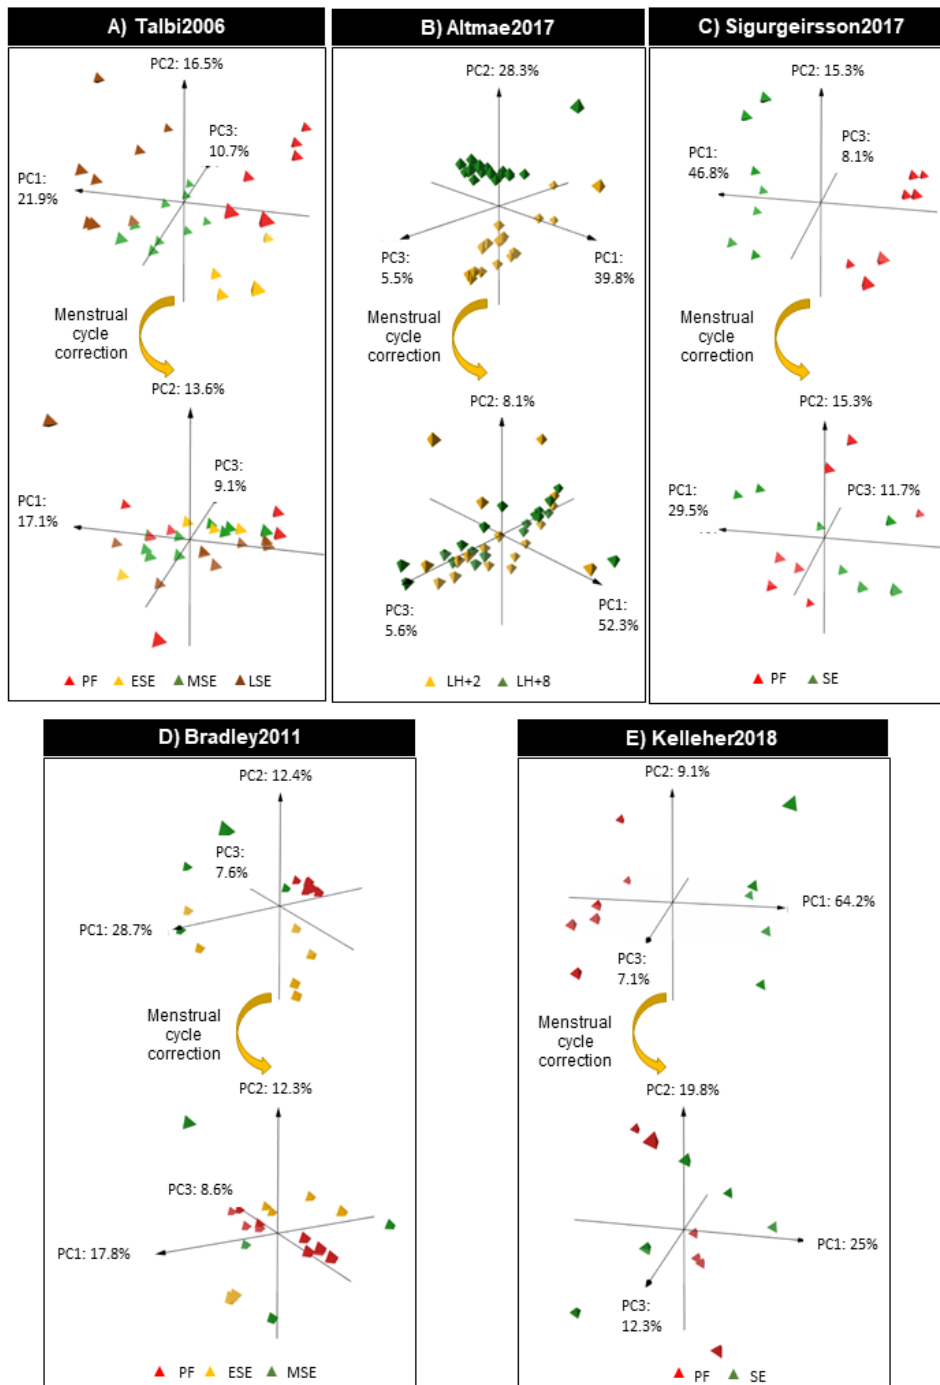 A) Talbi2006
PC2: 16.5%
PC3:
10.7%
PC1:
21.9%
Menstrual
cycle
correction
PC2: 13.6%
PC3:
9.1%
PC1:
17.1%
PF ESE MSE LSE
B) Altmae2017
PC2: 28.3%
PC3:
5.5%
PC1:
39.8%
Menstrual
cycle
correction
PC2: 8.1%
PC3:
5.6%
PC1:
52.3%
LH+2 LH+8
C) Sigurgeirsson2017
PC2: 15.3%
PC3:
8.1%
PC1:
46.8%
Menstrual
cycle
correction
PC2: 15.3%
PC1:
29.5%
PC3: 11.7%
PF SE
D) Bradley2011
PC2: 12.4%
PC3:
7.6%
PC1: 28.7%
Menstrual
cycle
correction
PC2: 12.3%
PC3: 8.6%
PC1: 17.8%
PF ESE MSE
E) Kelleher2018
PC2: 9.1%
PC1: 64.2%
PC3:
7.1%
Menstrual
cycle
correction
PC2: 19.8%
PC1: 25%
PC3:
12.3%
PF SE